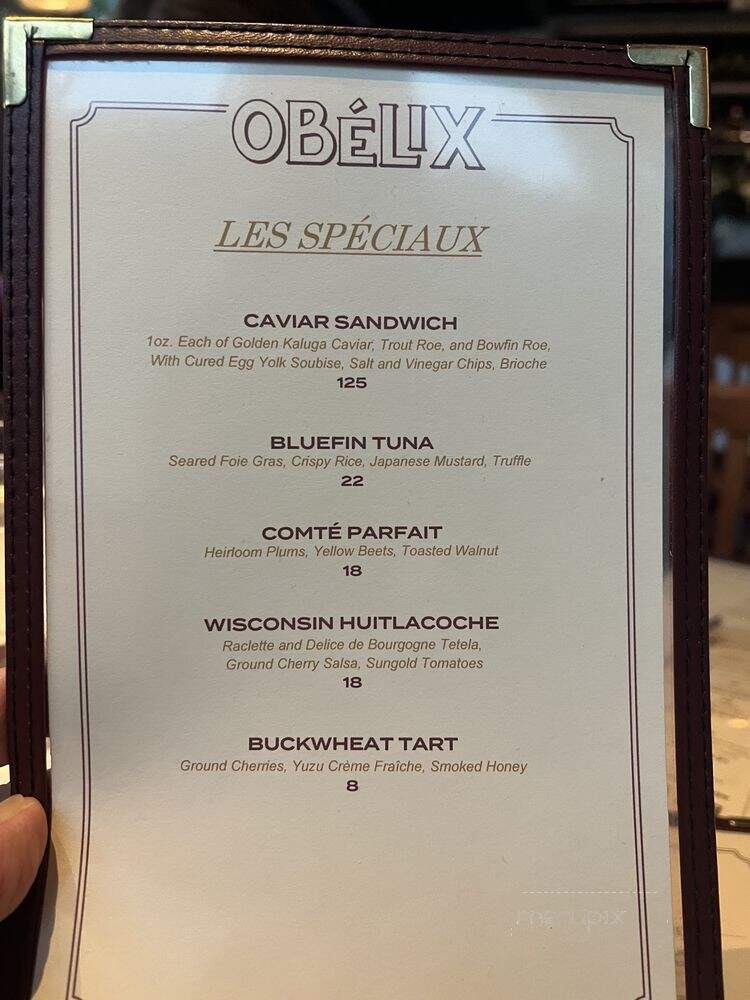 OBÉLIX
LES SPÉCIAUX
CAVIAR SANDWICH
1oz. Each of Golden Kaluga Caviar, Trout Roe, and Bowfin Roe,
With Cured Egg Yolk Soubise, Salt and Vinegar Chips, Brioche
125
BLUEFIN TUNA
Seared Foie Gras, Crispy Rice, Japanese Mustard, Truffle
22
COMTÉ PARFAIT
Heirloom Plums, Yellow Beets, Toasted Walnut
18
WISCONSIN HUITLACOCHE
Raclette and Delice de Bourgogne Tetela,
Ground Cherry Salsa, Sungold Tomatoes
18
BUCKWHEAT TART
Ground Cherries, Yuzu Crème Fraîche, Smoked Honey
8
menupix